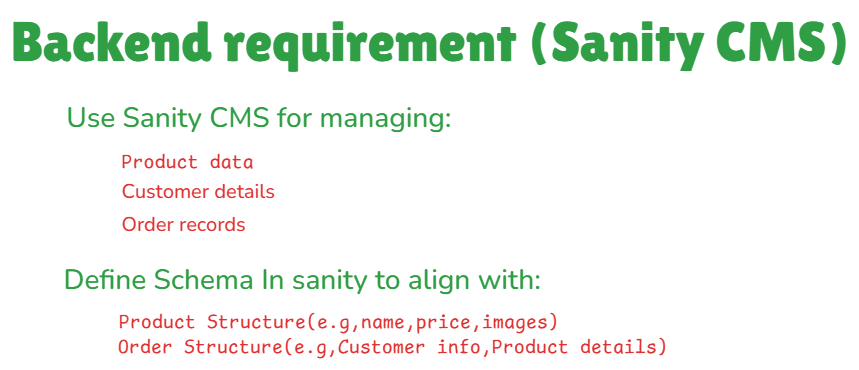 Backend requirement (Sanity CMS)
Use Sanity CMS for managing:
Product data
Customer details
Order records
Define Schema In sanity to align with:
Product Structure(e.g,name,price,images)
Order Structure(e.g,Customer info,Product details)